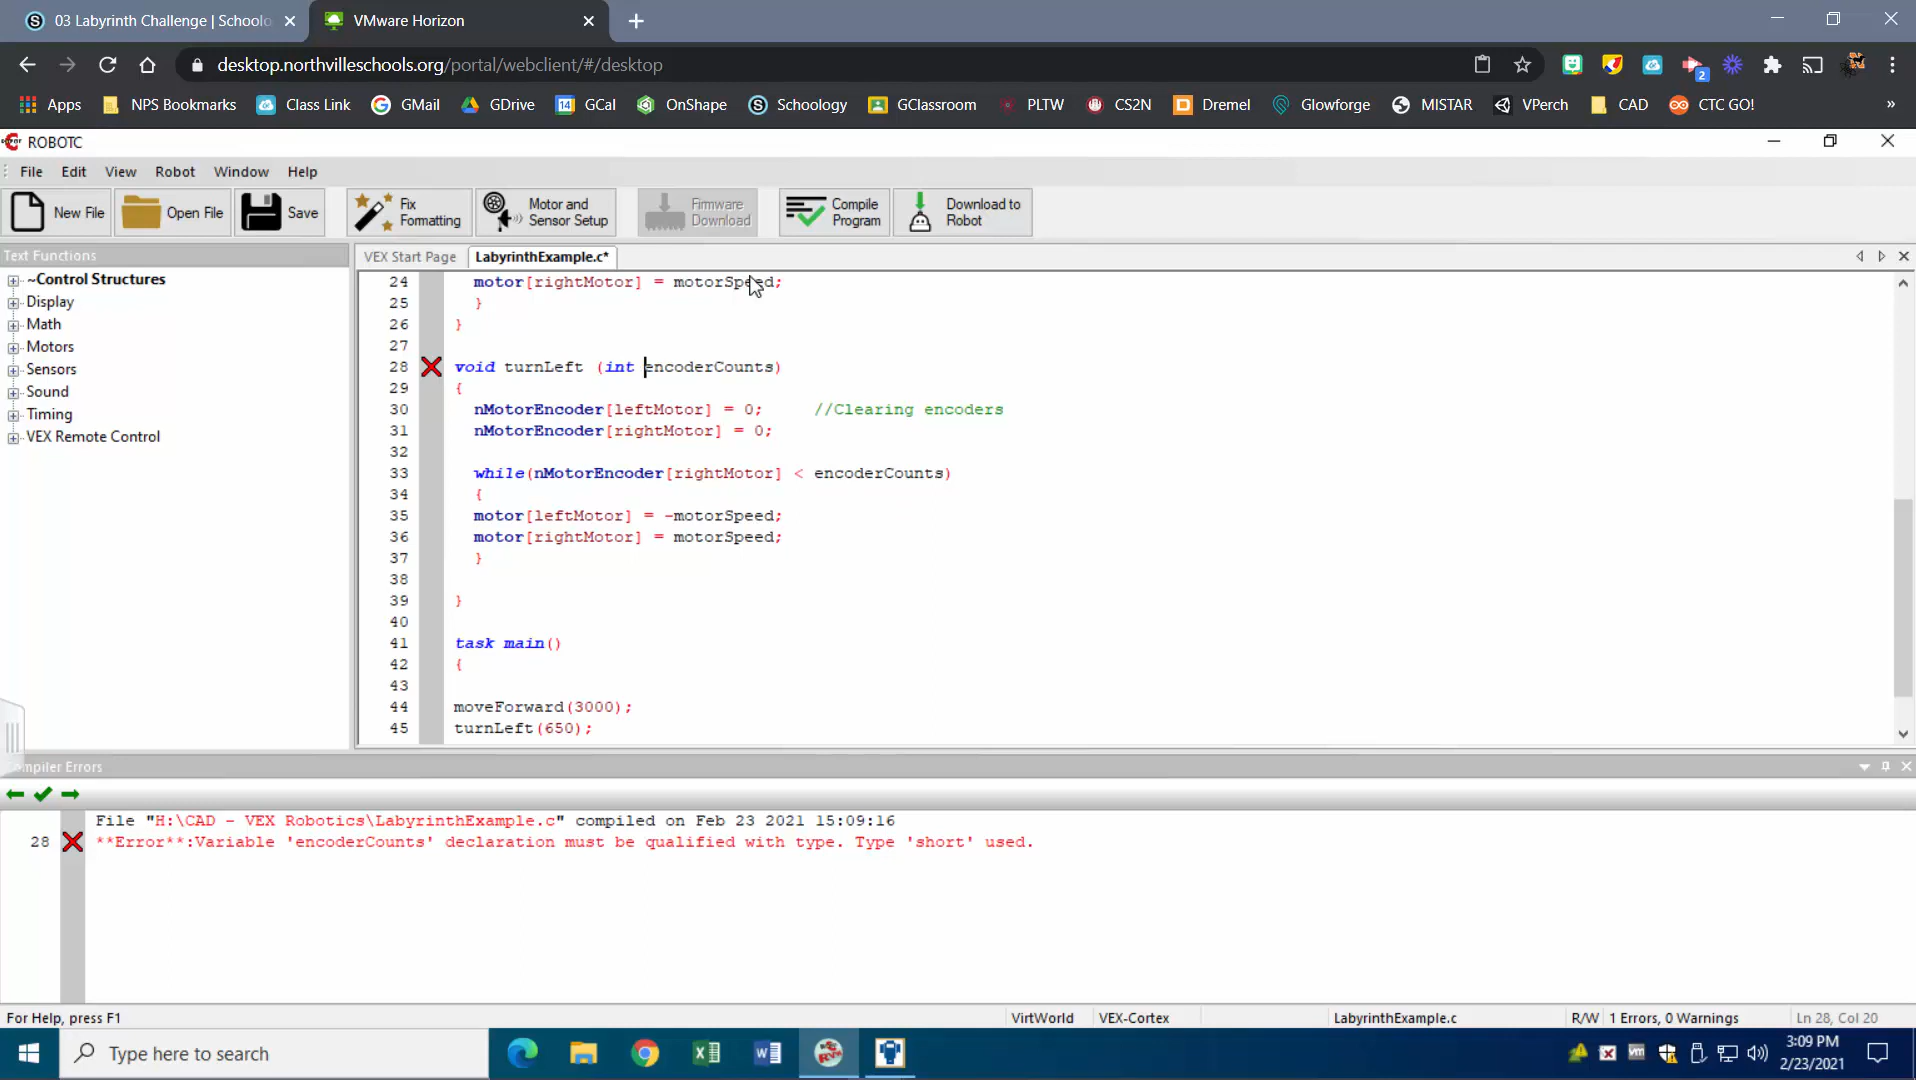 03 Labyrinth Challenge | Schoolo
VMware Horizon
desktop.northvilleschools.org/portal/webclient/#/desktop
2
Apps
NPS Bookmarks
Class Link
GMail
GDrive
14
GCal
OnShape
Schoology
GClassroom
PLTW
CS2N
Dremel
Glowforge
MISTAR
VPerch
CAD
CTC GO!
»
ROBOTC
File
Edit
View
Robot
Window
Help
New File
Open File
Save
Fix Formatting
Motor and Sensor Setup
Firmware Download
Compile Program
Download to Robot
Text Functions
~Control Structures
Display
Math
Motors
Sensors
Sound
Timing
VEX Remote Control
VEX Start Page
LabyrinthExample.c*
24 motor[rightMotor] = motorSpeed;
25 }
26 }
27
28 void turnLeft (int encoderCounts)
29 {
30 nMotorEncoder[leftMotor] = 0; //Clearing encoders
31 nMotorEncoder[rightMotor] = 0;
32
33 while(nMotorEncoder[rightMotor] < encoderCounts)
34 {
35 motor[leftMotor] = -motorSpeed;
36 motor[rightMotor] = motorSpeed;
37 }
38
39 }
40
41 task main()
42 {
43
44 moveForward(3000);
45 turnLeft(650);
mpiler Errors
File "H:\CAD - VEX Robotics\LabyrinthExample.c" compiled on Feb 23 2021 15:09:16
28 **Error**:Variable 'encoderCounts' declaration must be qualified with type. Type 'short' used.
For Help, press F1
VirtWorld
VEX-Cortex
LabyrinthExample.c
R/W
1 Errors, 0 Warnings
Ln 28, Col 20
Type here to search
3:09 PM
2/23/2021